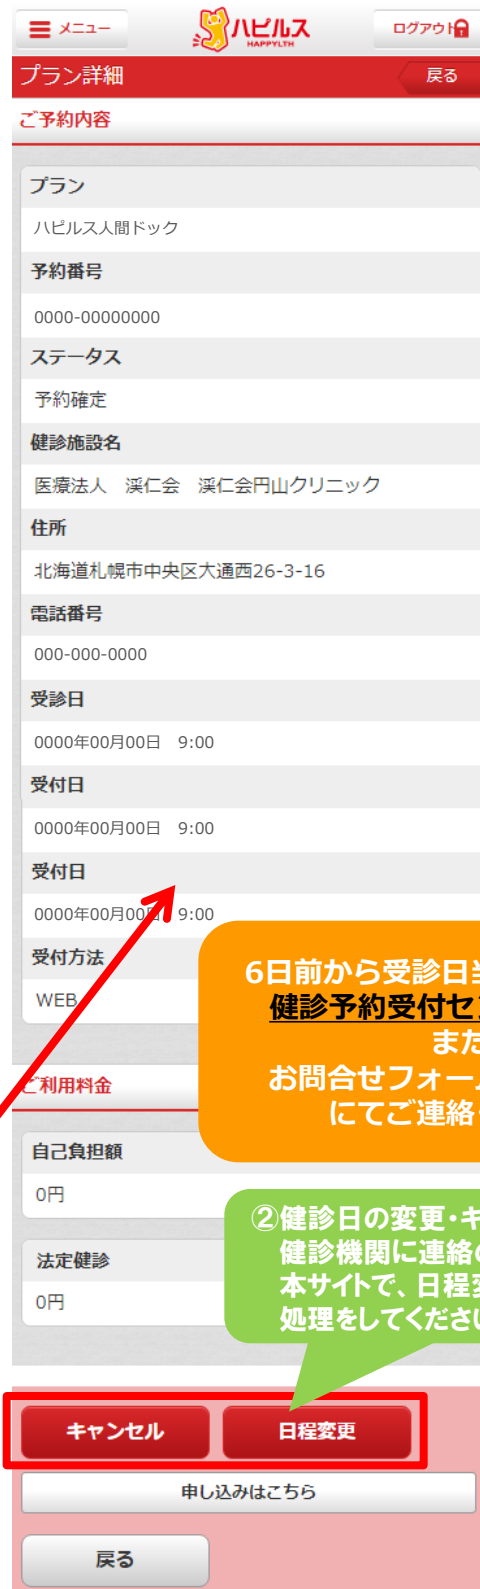 メニュー
ハピルス
HAPPYLTH
ログアウト
プラン詳細
戻る
ご予約内容
プラン
ハピルス人間ドック
予約番号
0000-00000000
ステータス
予約確定
健診施設名
医療法人　渓仁会　渓仁会円山クリニック
住所
北海道札幌市中央区大通西26-3-16
電話番号
000-000-0000
受診日
0000年00月00日　9:00
受付日
0000年00月00日　9:00
受付日
0000年00月00日　9:00
受付方法
WEB
6日前から受診日
健診予約受付セ
また
お問合せフォー
にてご連絡
ご利用料金
自己負担額
0円
②健診日の変更・キ
健診機関に連絡
本サイトで、日程
処理をしてくださ
法定健診
0円
キャンセル
日程変更
申し込みはこちら
戻る